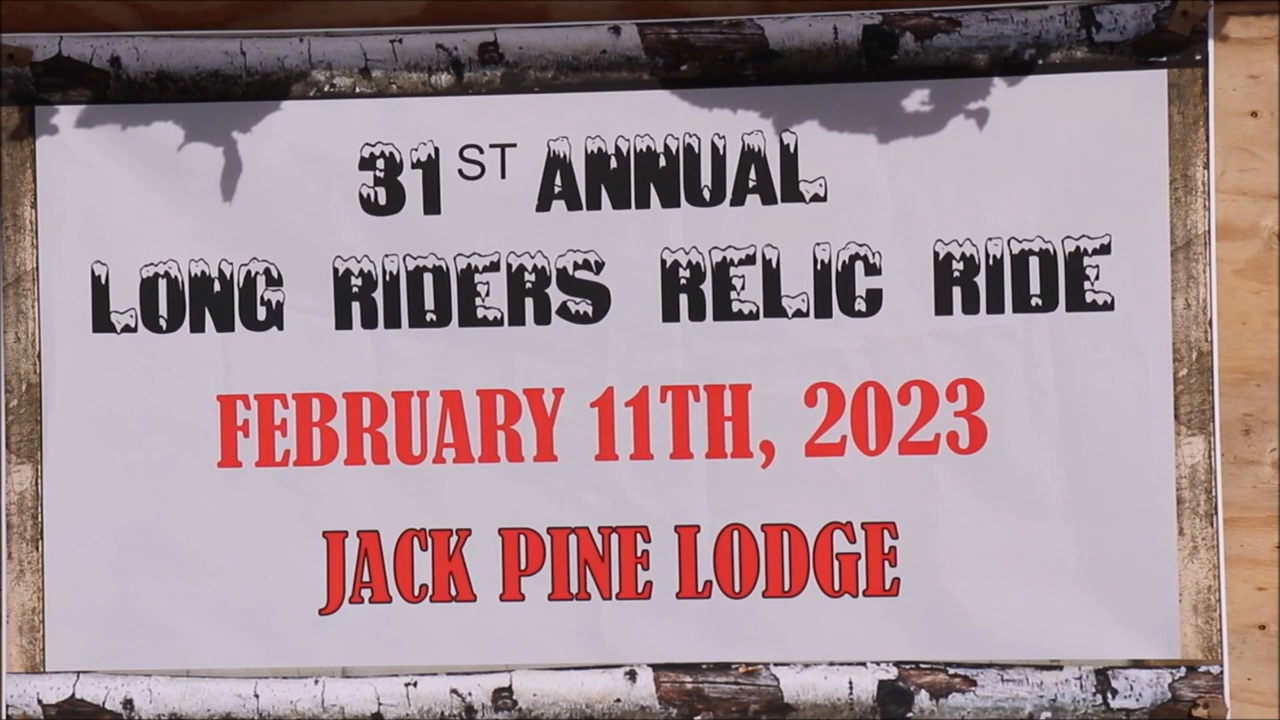 31ST ANNUAL
LONG RIDERS RELIC RIDE
FEBRUARY 11TH, 2023
JACK PINE LODGE